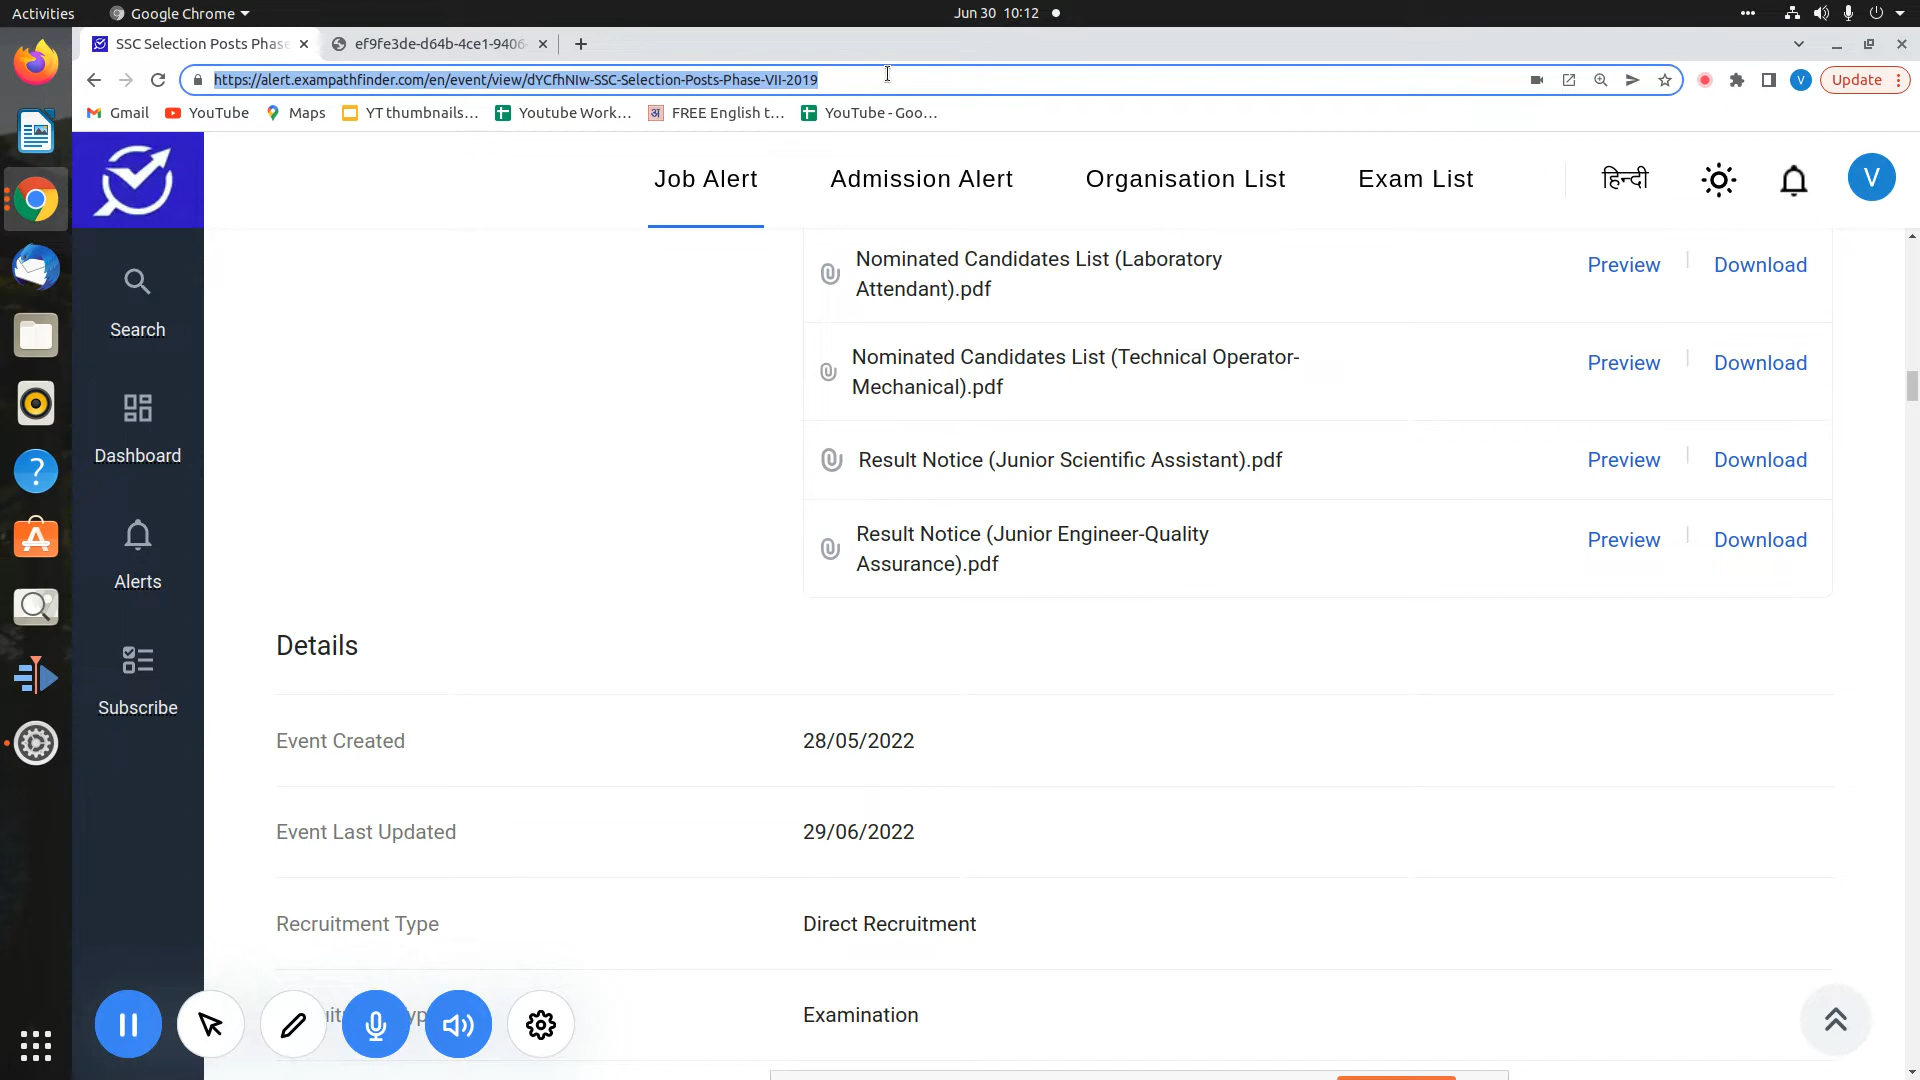 Activities
Google Chrome
Jun 30 10:12
SSC Selection Posts Phase
ef9fe3de-d64b-4ce1-9406-
https://alert.exampathfinder.com/en/event/view/dYCfhNIw-SSC-Selection-Posts-Phase-VII-2019
V
Update
Gmail
YouTube
Maps
YT thumbnails...
Youtube Work...
FREE English t...
YouTube - Goo...
Job Alert
Admission Alert
Organisation List
Exam List
हिन्दी
V
Search
Dashboard
Alerts
Subscribe
Nominated Candidates List (Laboratory
Attendant).pdf
Preview
Download
Nominated Candidates List (Technical Operator-
Mechanical).pdf
Preview
Download
Result Notice (Junior Scientific Assistant).pdf
Preview
Download
Result Notice (Junior Engineer-Quality
Assurance).pdf
Preview
Download
Details
Event Created
28/05/2022
Event Last Updated
29/06/2022
Recruitment Type
Direct Recruitment
Examination